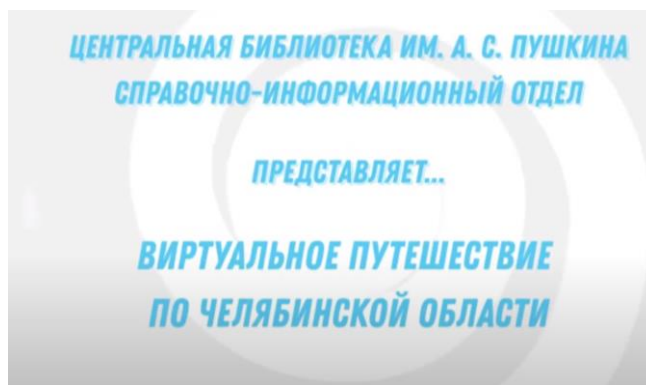 ЦЕНТРАЛЬНАЯ БИБЛИОТЕКА ИМ. А. С. ПУШКИНА
СПРАВОЧНО-ИНФОРМАЦИОННЫЙ ОТДЕЛ
ПРЕДСТАВЛЯЕТ...
ВИРТУАЛЬНОЕ ПУТЕШЕСТВИЕ
ПО ЧЕЛЯБИНСКОЙ ОБЛАСТИ